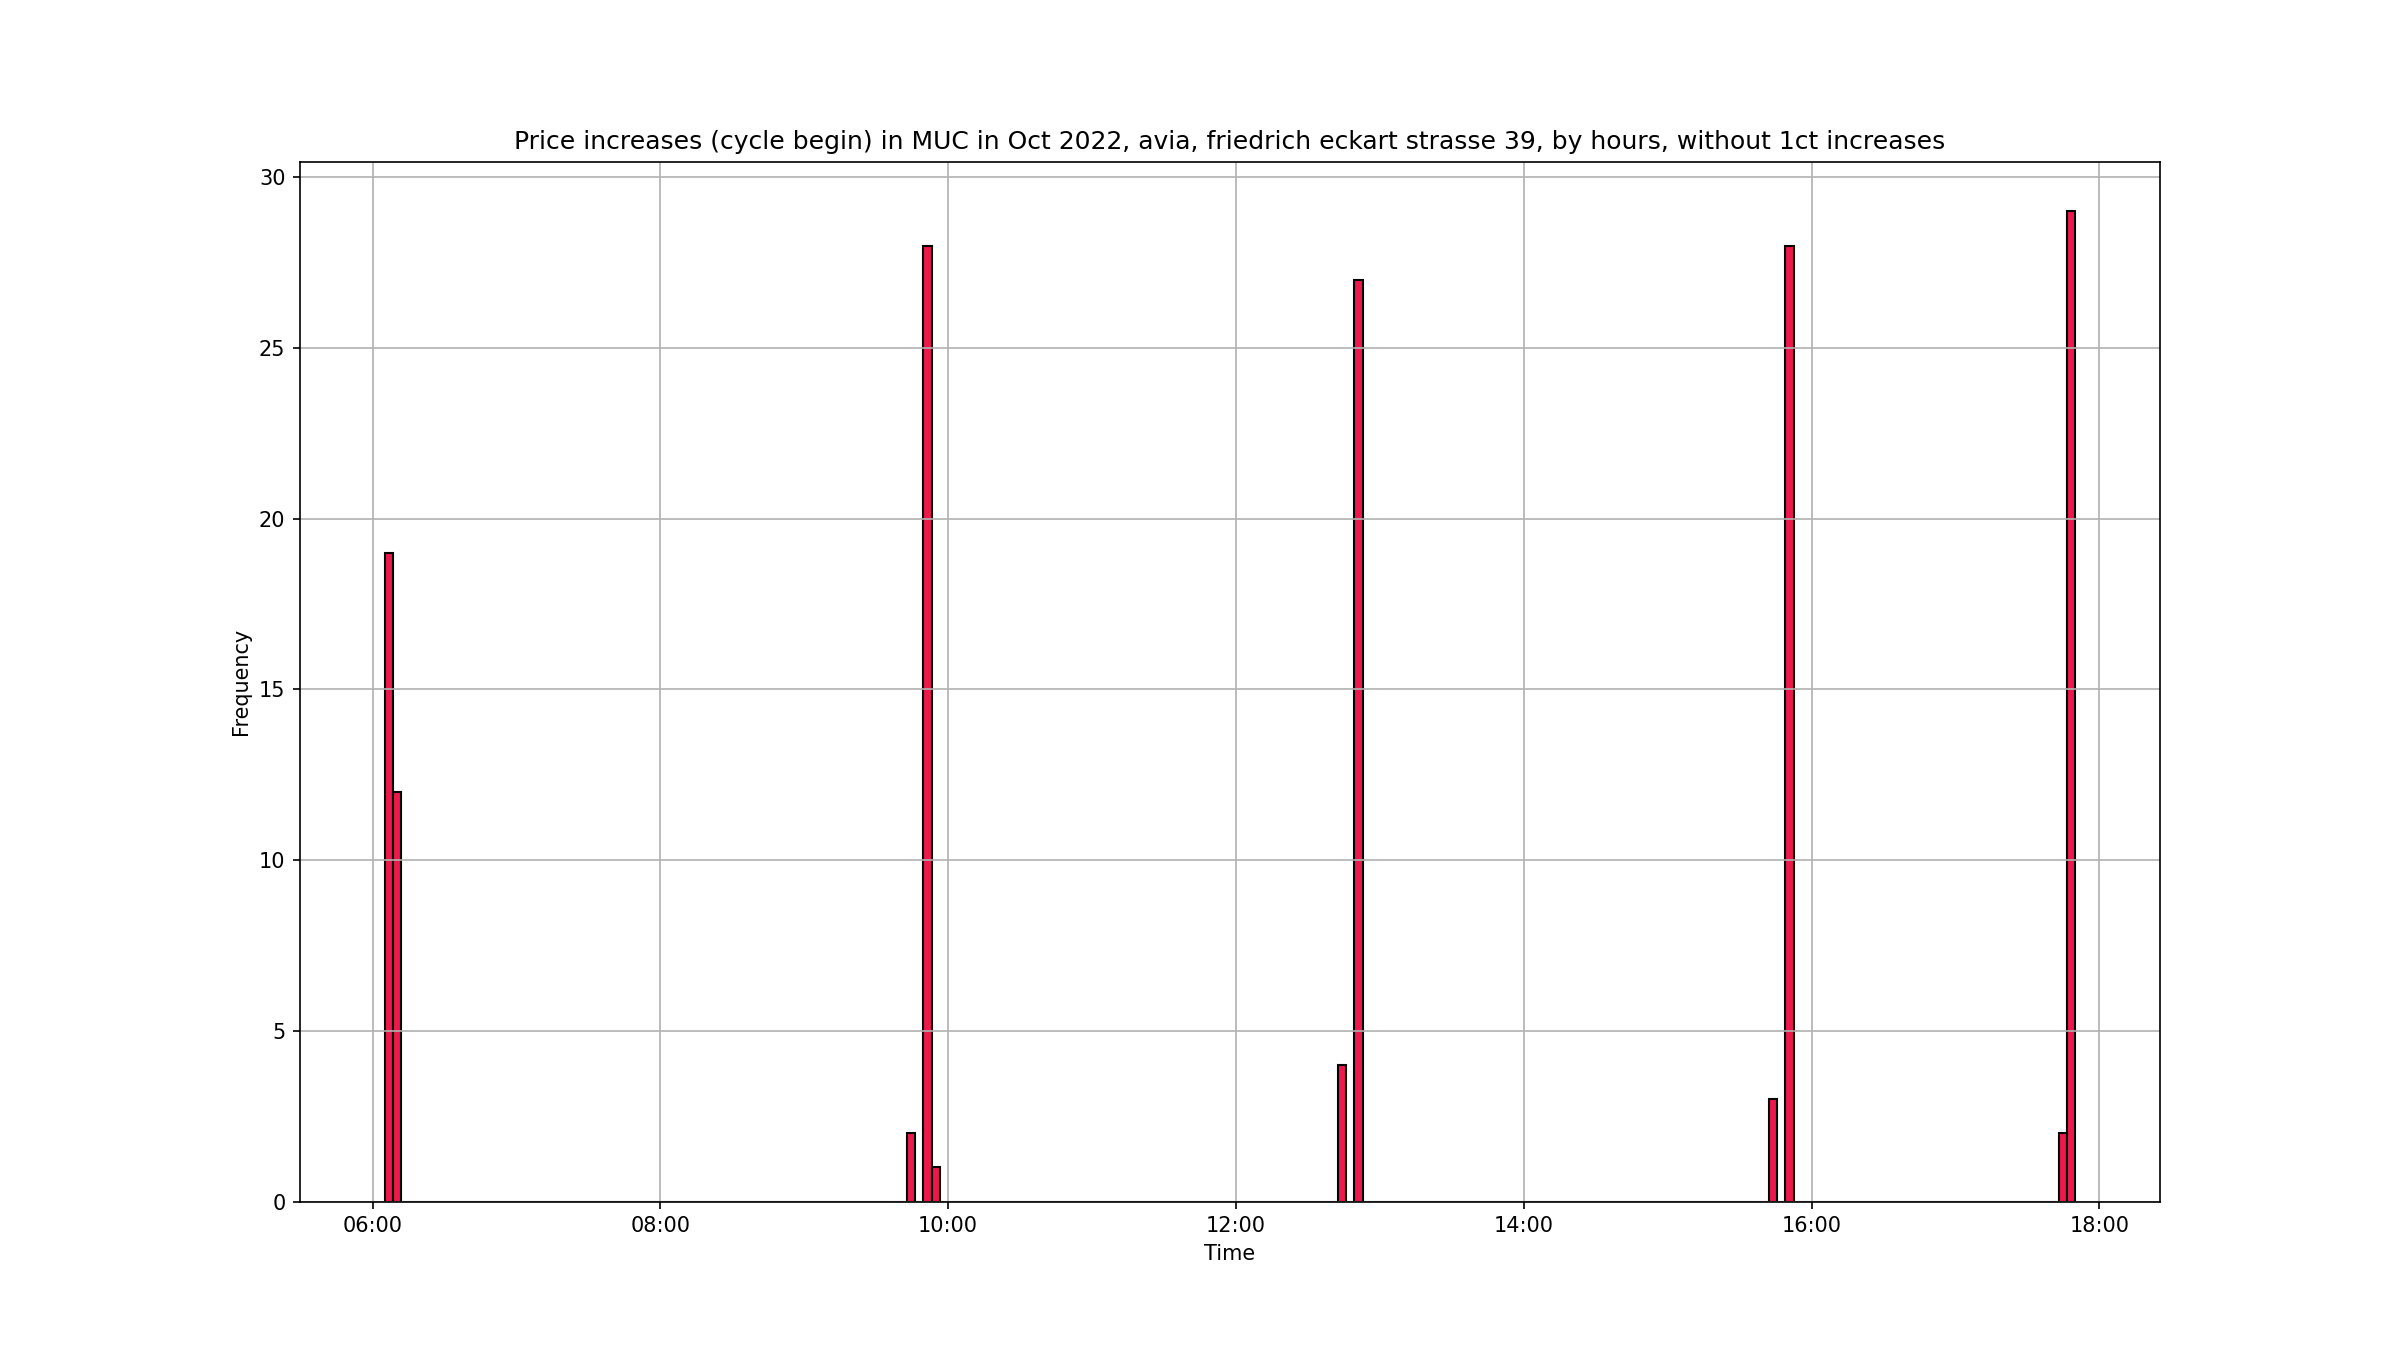 Price increases (cycle begin) in MUC in Oct 2022, avia, friedrich eckart strasse 39, by hours, without 1ct increases
30
25
20
15
10
5
0
Frequency
06:00 08:00 10:00 12:00 14:00 16:00 18:00
Time